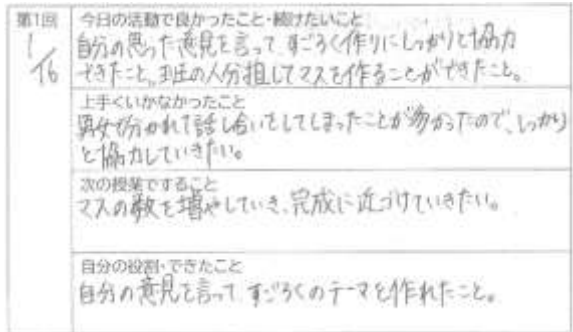 第1回
1/16
今日の活動で良かったこと・続けたいこと
自分の思った意見を言って、すごろく作りにしっかりと協力
できたこと。班の人分担してマスを作ることができたこと。
上手くいかなかったこと
男女で分かれて話し合いをしてしまったことが多かったので、しっかり
と協力していきたい。
次の授業ですること
マスの数を増やしていき、完成に近づけていきたい。
自分の役割・できたこと
自分の意見を言って、すごろくのテーマを作れたこと。